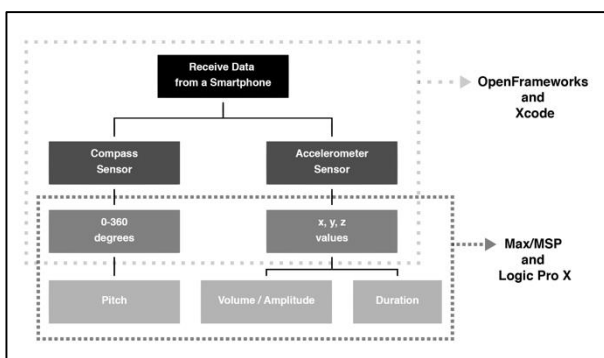 Receive Data
from a Smartphone
OpenFrameworks
and
Xcode
Compass
Sensor
Accelerometer
Sensor
0-360
degrees
x, y, z
values
Max/MSP
and
Logic Pro X
Pitch
Volume / Amplitude
Duration